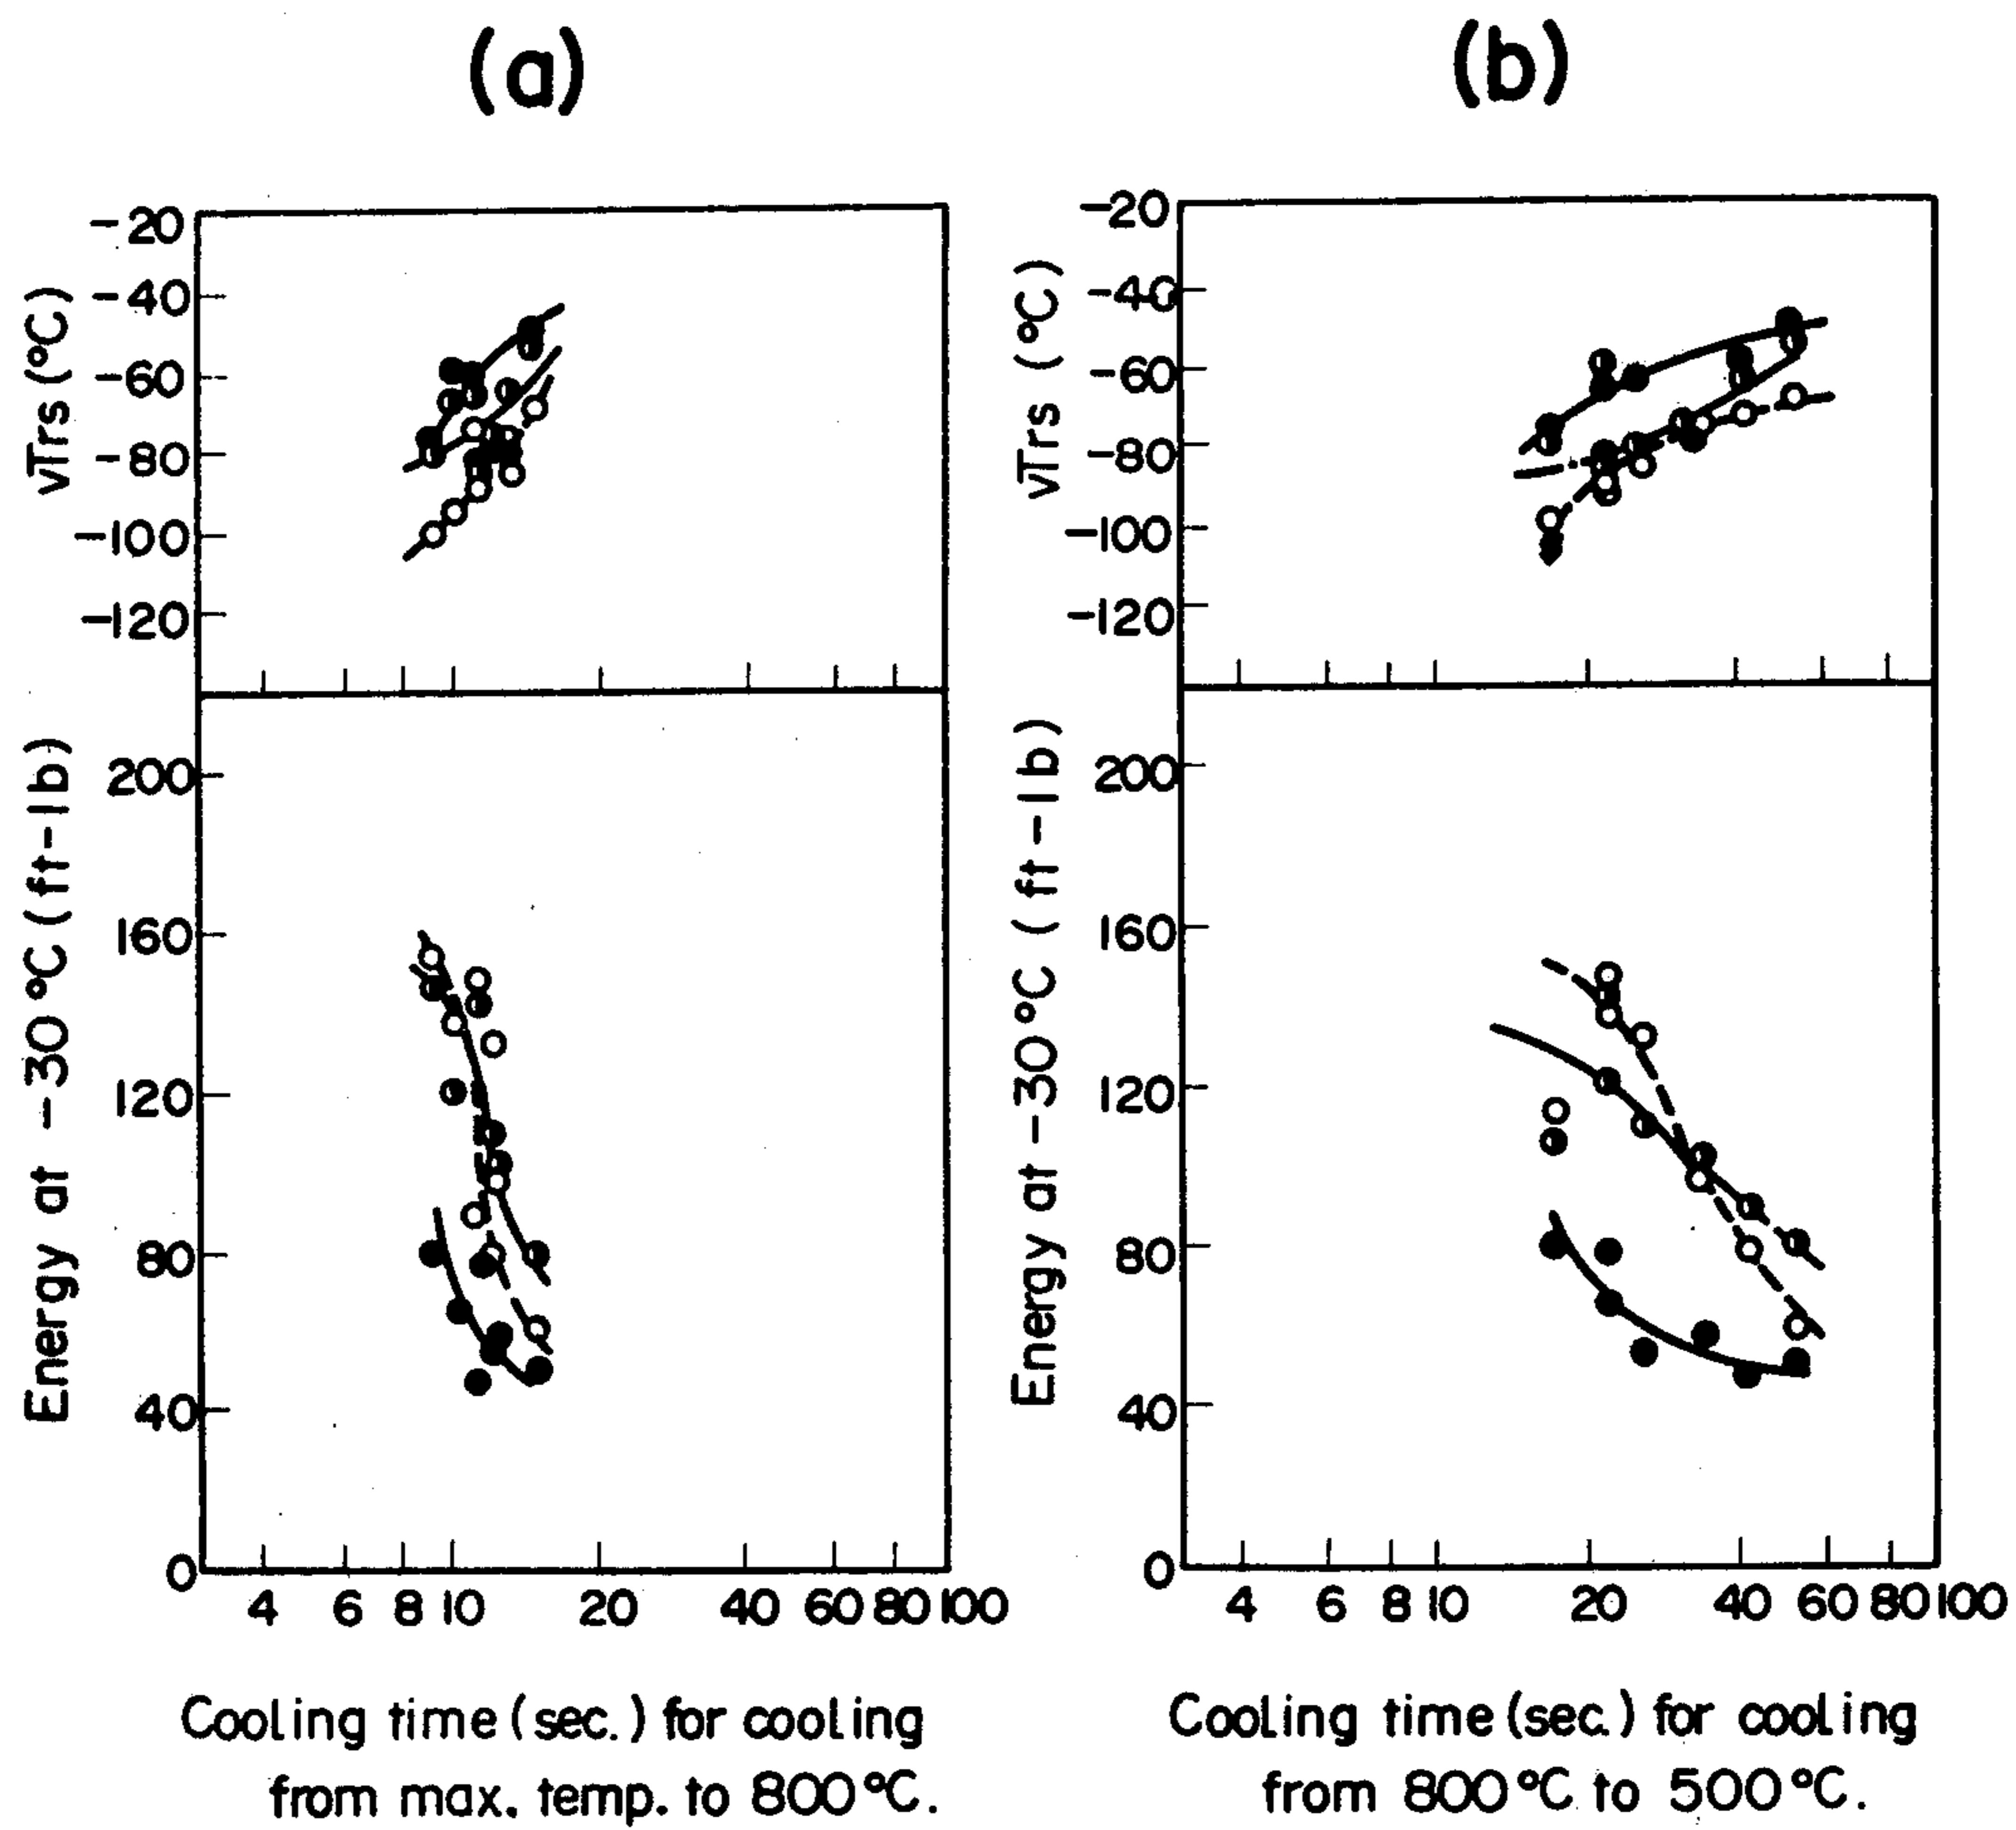 (a)
(b)
vTrs (°C)
-20
-40
-60
-80
-100
-120
Energy at -30°C (ft-lb)
200
160
120
80
40
0
4 6 8 10 20 40 60 80 100
Cooling time (sec.) for cooling
from max. temp. to 800°C.
vTrs (°C)
-20
-40
-60
-80
-100
-120
Energy at -30°C (ft-lb)
200
160
120
80
40
0
4 6 8 10 20 40 60 80 100
Cooling time (sec.) for cooling
from 800°C to 500°C.